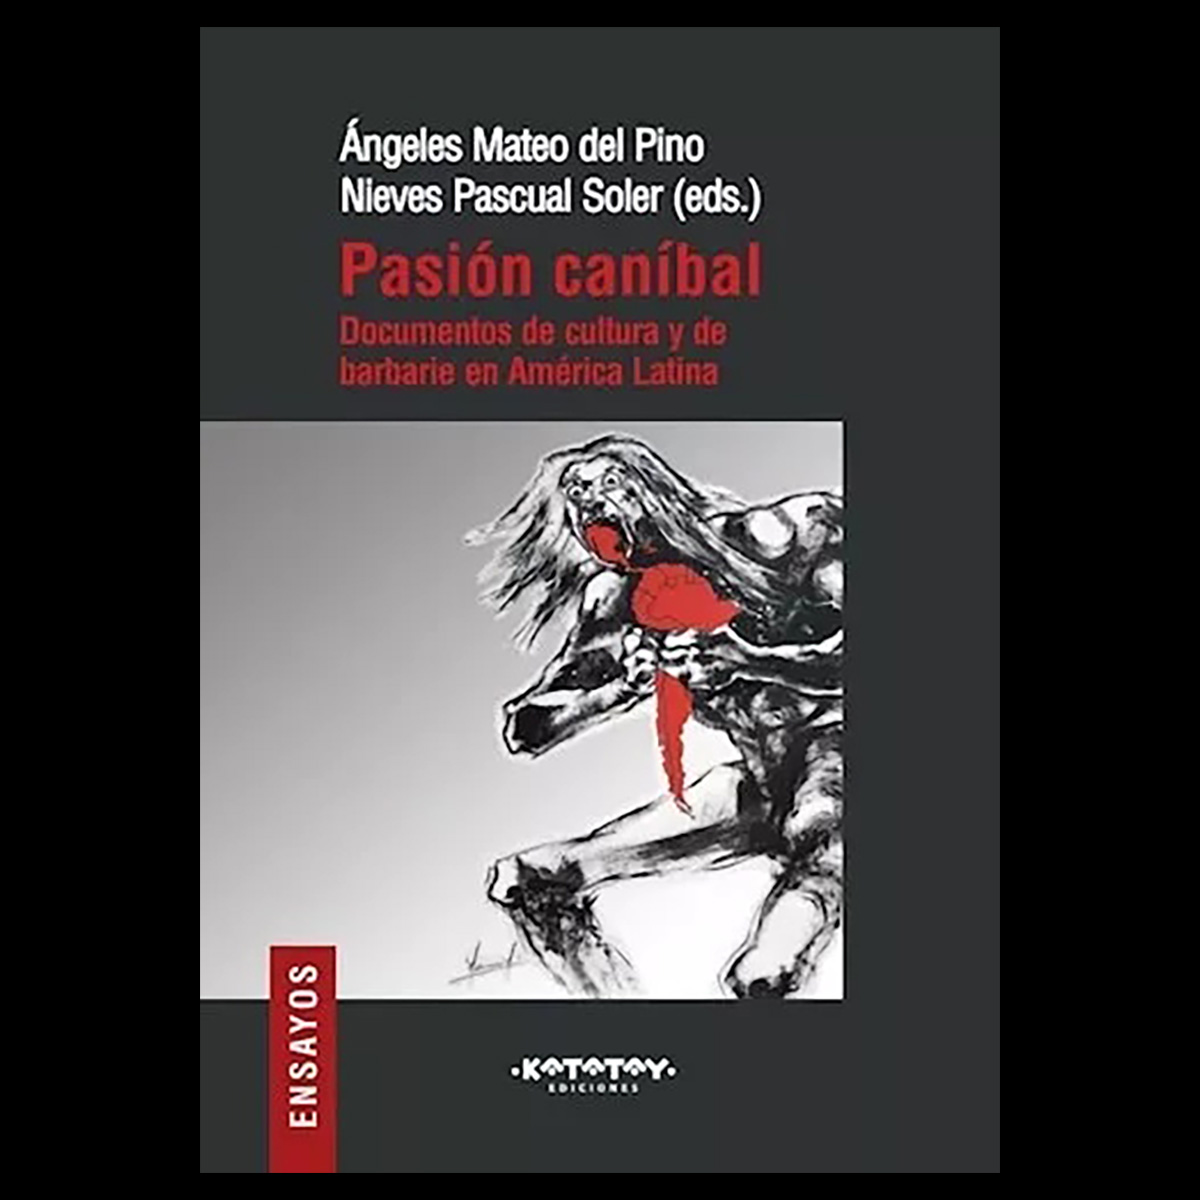 Ángeles Mateo del Pino
Nieves Pascual Soler (eds.)
Pasión caníbal
Documentos de cultura y de
barbarie en América Latina
ENSAYOS
·KATATAY·
EDICIONES